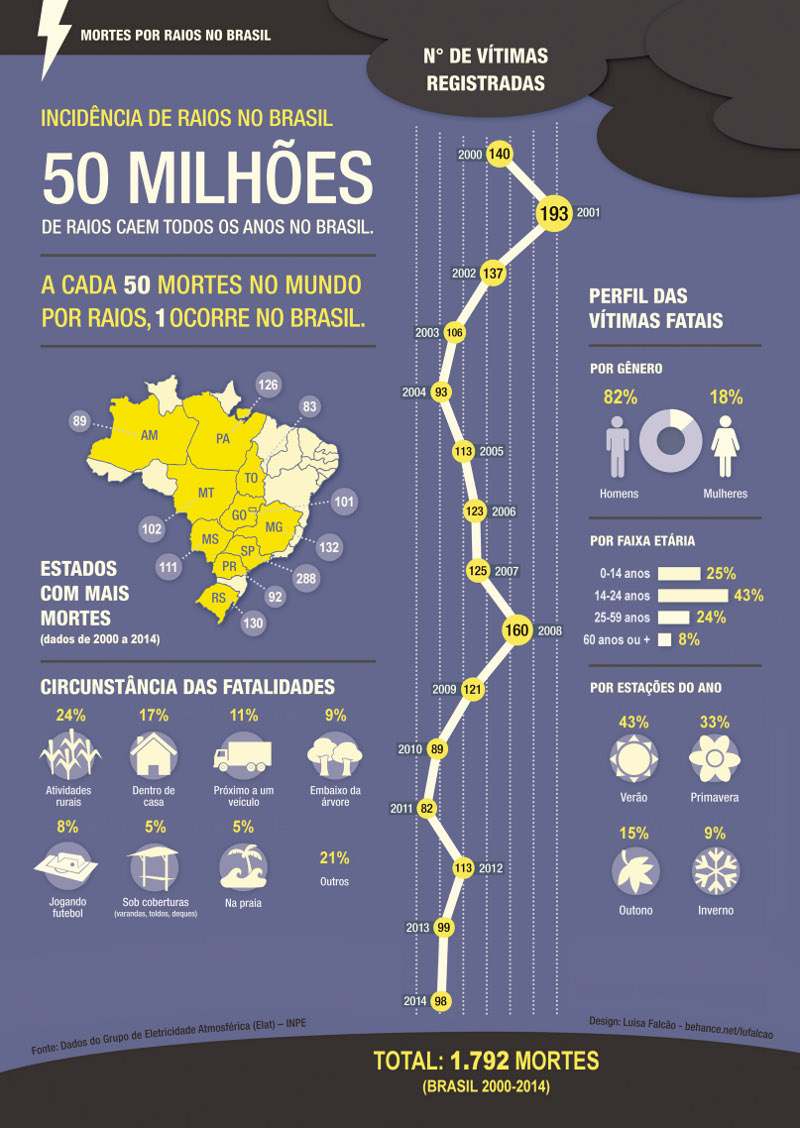 MORTES POR RAIOS NO BRASIL
N° DE VÍTIMAS
REGISTRADAS
INCIDÊNCIA DE RAIOS NO BRASIL
50 MILHÕES
DE RAIOS CAEM TODOS OS ANOS NO BRASIL.
A CADA 50 MORTES NO MUNDO
POR RAIOS, 1 OCORRE NO BRASIL.
89
126
83
AM
PA
TO
MT
GO
101
MS
MG
102
SP
132
111
PR
288
RS
92
130
ESTADOS
COM MAIS
MORTES
(dados de 2000 a 2014)
CIRCUNSTÂNCIA DAS FATALIDADES
24%
Atividades
rurais
17%
Dentro de
casa
11%
Próximo a um
veículo
9%
Embaixo da
árvore
8%
Jogando
futebol
5%
Sob coberturas
(varandas, toldos, deques)
5%
Na praia
21%
Outros
2000 140
193 2001
2002 137
2003 106
2004 93
113 2005
123 2006
125 2007
160 2008
2009 121
2010 89
2011 82
113 2012
2013 99
2014 98
PERFIL DAS
VÍTIMAS FATAIS
POR GÊNERO
82%
Homens
18%
Mulheres
POR FAIXA ETÁRIA
0-14 anos 25%
14-24 anos 43%
25-59 anos 24%
60 anos ou + 8%
POR ESTAÇÕES DO ANO
43%
Verão
33%
Primavera
15%
Outono
9%
Inverno
Fonte: Dados do Grupo de Eletricidade Atmosférica (Elat) – INPE
Design: Luísa Falcão - behance.net/lufalcao
TOTAL: 1.792 MORTES
(BRASIL 2000-2014)